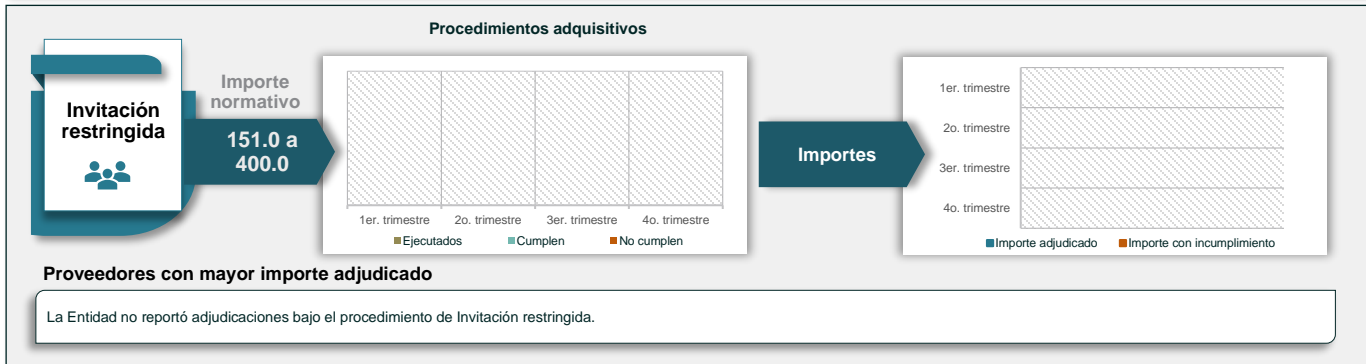 Procedimientos adquisitivos
Invitación
restringida
Importe
normativo
151.0 a
400.0
1er. trimestre
2o. trimestre
3er. trimestre
4o. trimestre
Ejecutados
Cumplen
No cumplen
Importes
1er. trimestre
2o. trimestre
3er. trimestre
4o. trimestre
Importe adjudicado
Importe con incumplimiento
Proveedores con mayor importe adjudicado
La Entidad no reportó adjudicaciones bajo el procedimiento de Invitación restringida.